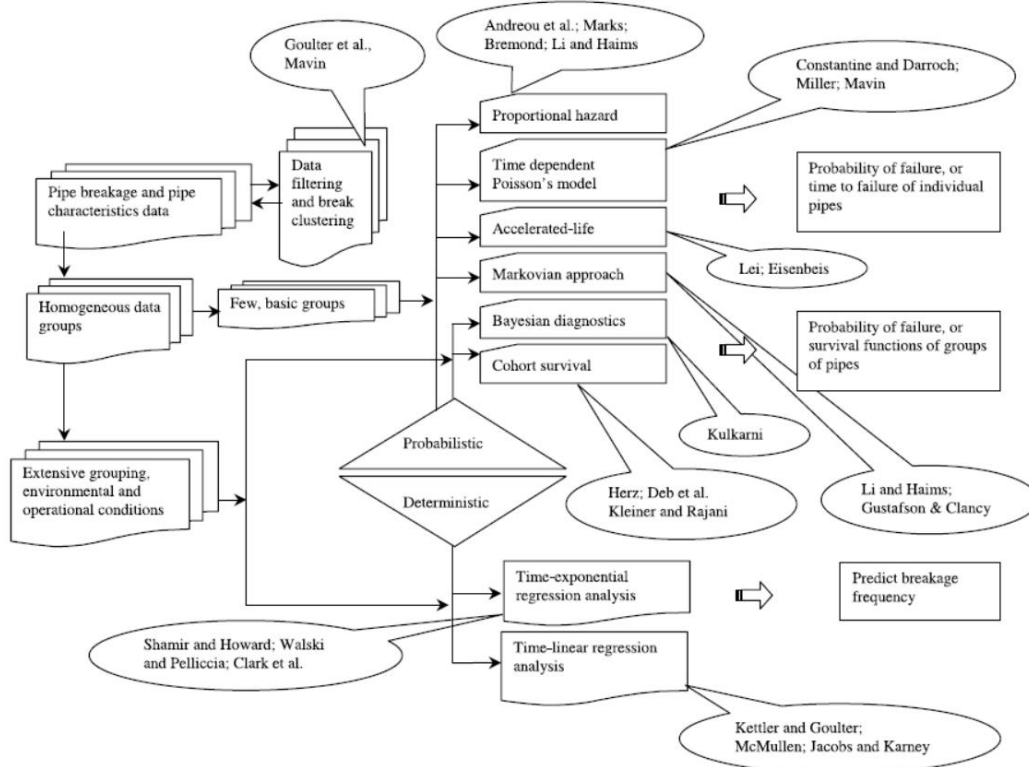 Andreou et al.; Marks;
Bremond; Li and Haims
Goulter et al.,
Mavin
Constantine and Darroch;
Miller; Mavin
Proportional hazard
Time dependent
Poisson's model
Accelerated-life
Markovian approach
Bayesian diagnostics
Cohort survival
Data
filtering
and break
clustering
Pipe breakage and pipe
characteristics data
Probability of failure, or
time to failure of individual
pipes
Lei; Eisenbeis
Homogeneous data
groups
Few, basic groups
Probability of failure, or
survival functions of groups
of pipes
Kulkarni
Probabilistic
Deterministic
Extensive grouping,
environmental and
operational conditions
Herz; Deb et al.
Kleiner and Rajani
Li and Haims;
Gustafson & Clancy
Time-exponential
regression analysis
Predict breakage
frequency
Shamir and Howard; Walski
and Pelliccia; Clark et al.
Time-linear regression
analysis
Kettler and Goulter;
McMullen; Jacobs and Karney